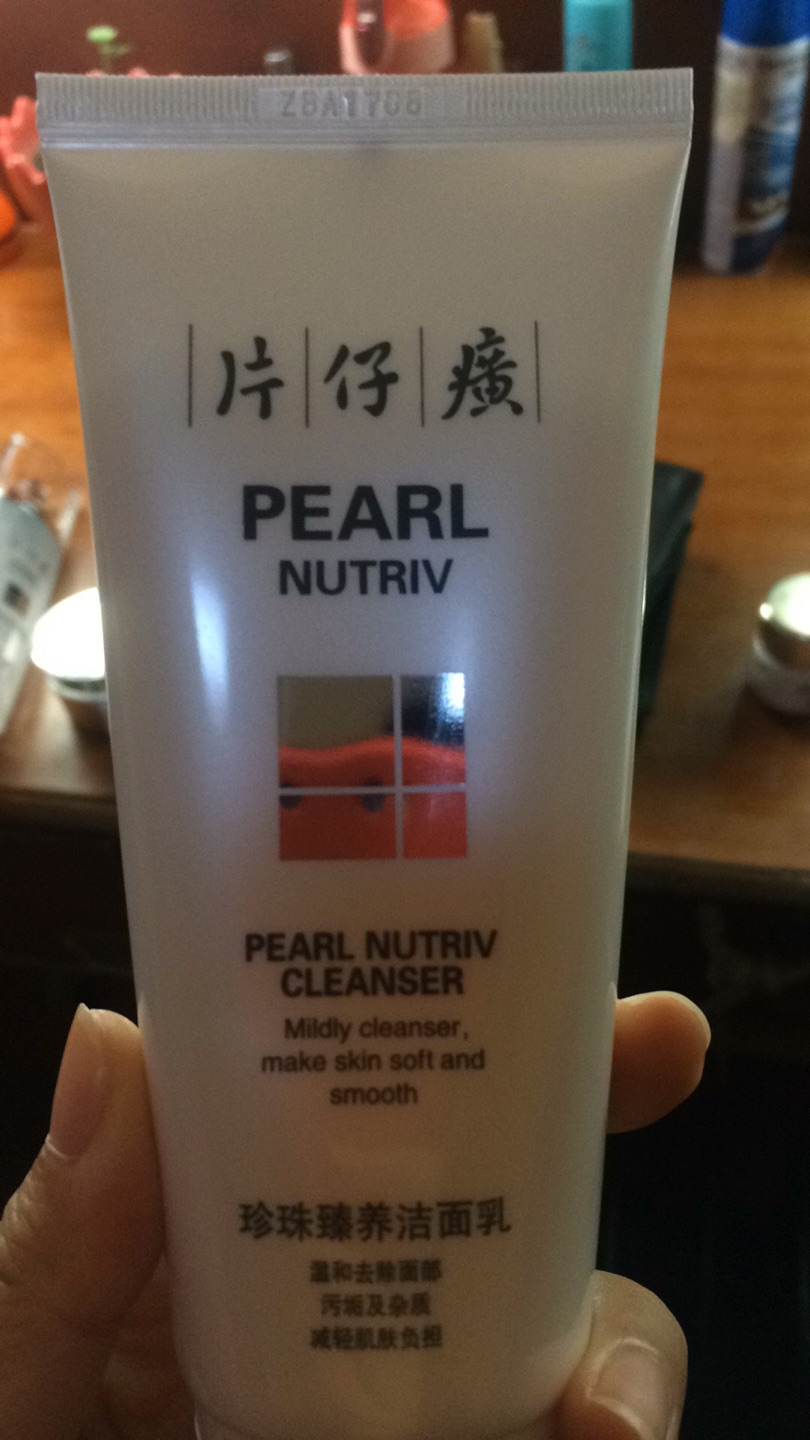 ZBA1708
片仔癀
PEARL
NUTRIV
PEARL NUTRIV
CLEANSER
Mildly cleanser,
make skin soft and
smooth
珍珠臻养洁面乳
温和去除面部
污垢及杂质
减轻肌肤负担